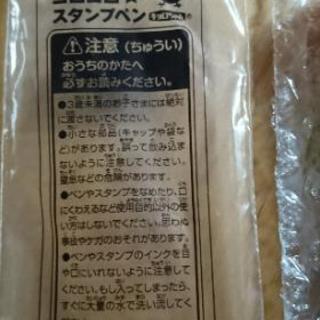 スタンプペン
注意(ちゅうい)
おうちのかたへ
必ずお読みください。
●3歳未満のお子さまには絶対
に渡さないでください。
●小さな部品(キャップや袋な
ど)があります。誤って飲み込ま
ないように注意してください。
窒息などの危険があります。
●ペンやスタンプをなめたり、口
にくわえるなど使用目的以外の使
い方はしないでください。思わぬ
事故やケガのおそれがあります。
●ペンやスタンプのインクを目
や口にいれないように注意して
ください。もし入ってしまったら、
すぐに大量の水で洗い流してく